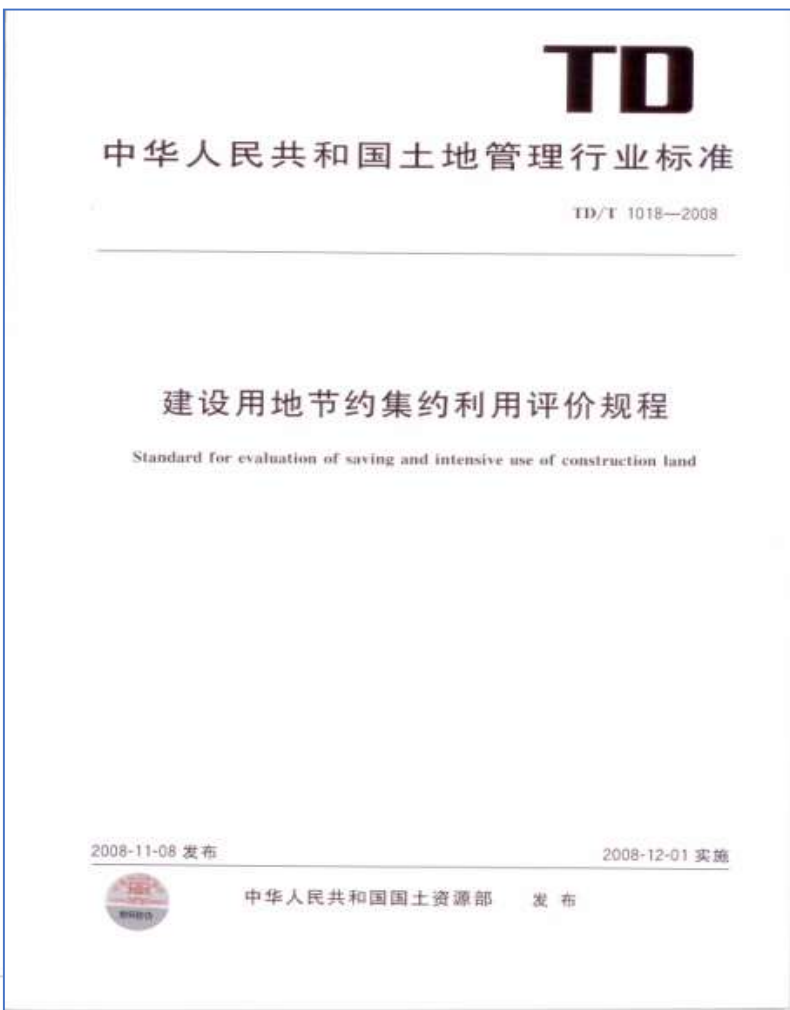 TD
中华人民共和国土地管理行业标准
TD/T 1018—2008
建设用地节约集约利用评价规程
Standard for evaluation of saving and intensive use of construction land
2008-11-08 发布
2008-12-01 实施
中华人民共和国国土资源部 发布